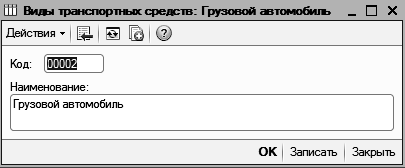 Виды транспортных средств: Грузовой автомобиль
Действия
Код: 00002
Наименование:
Грузовой автомобиль
OK Записать Закрыть